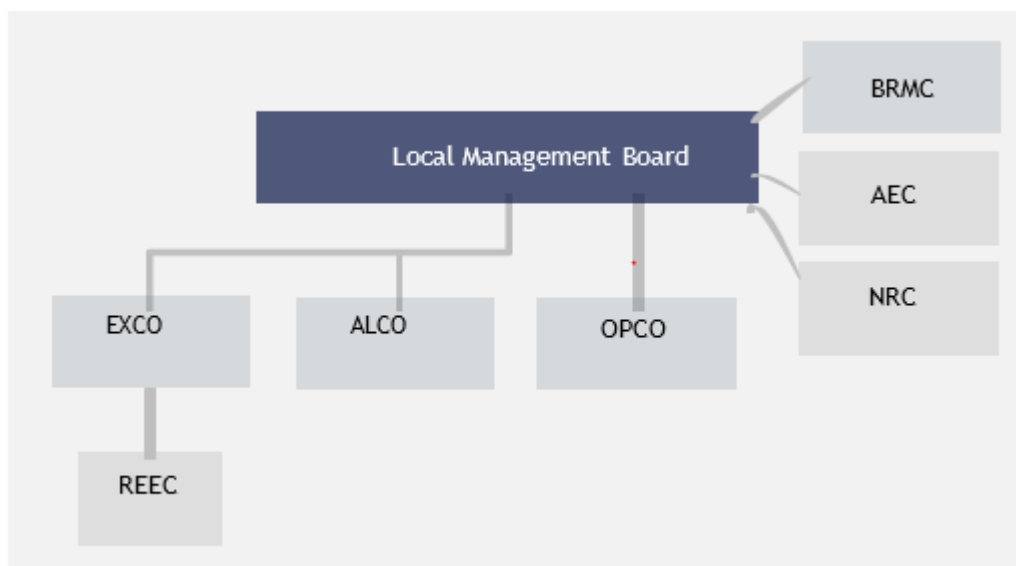 BRMC
Local Management Board
AEC
NRC
EXCO
ALCO
OPCO
REEC